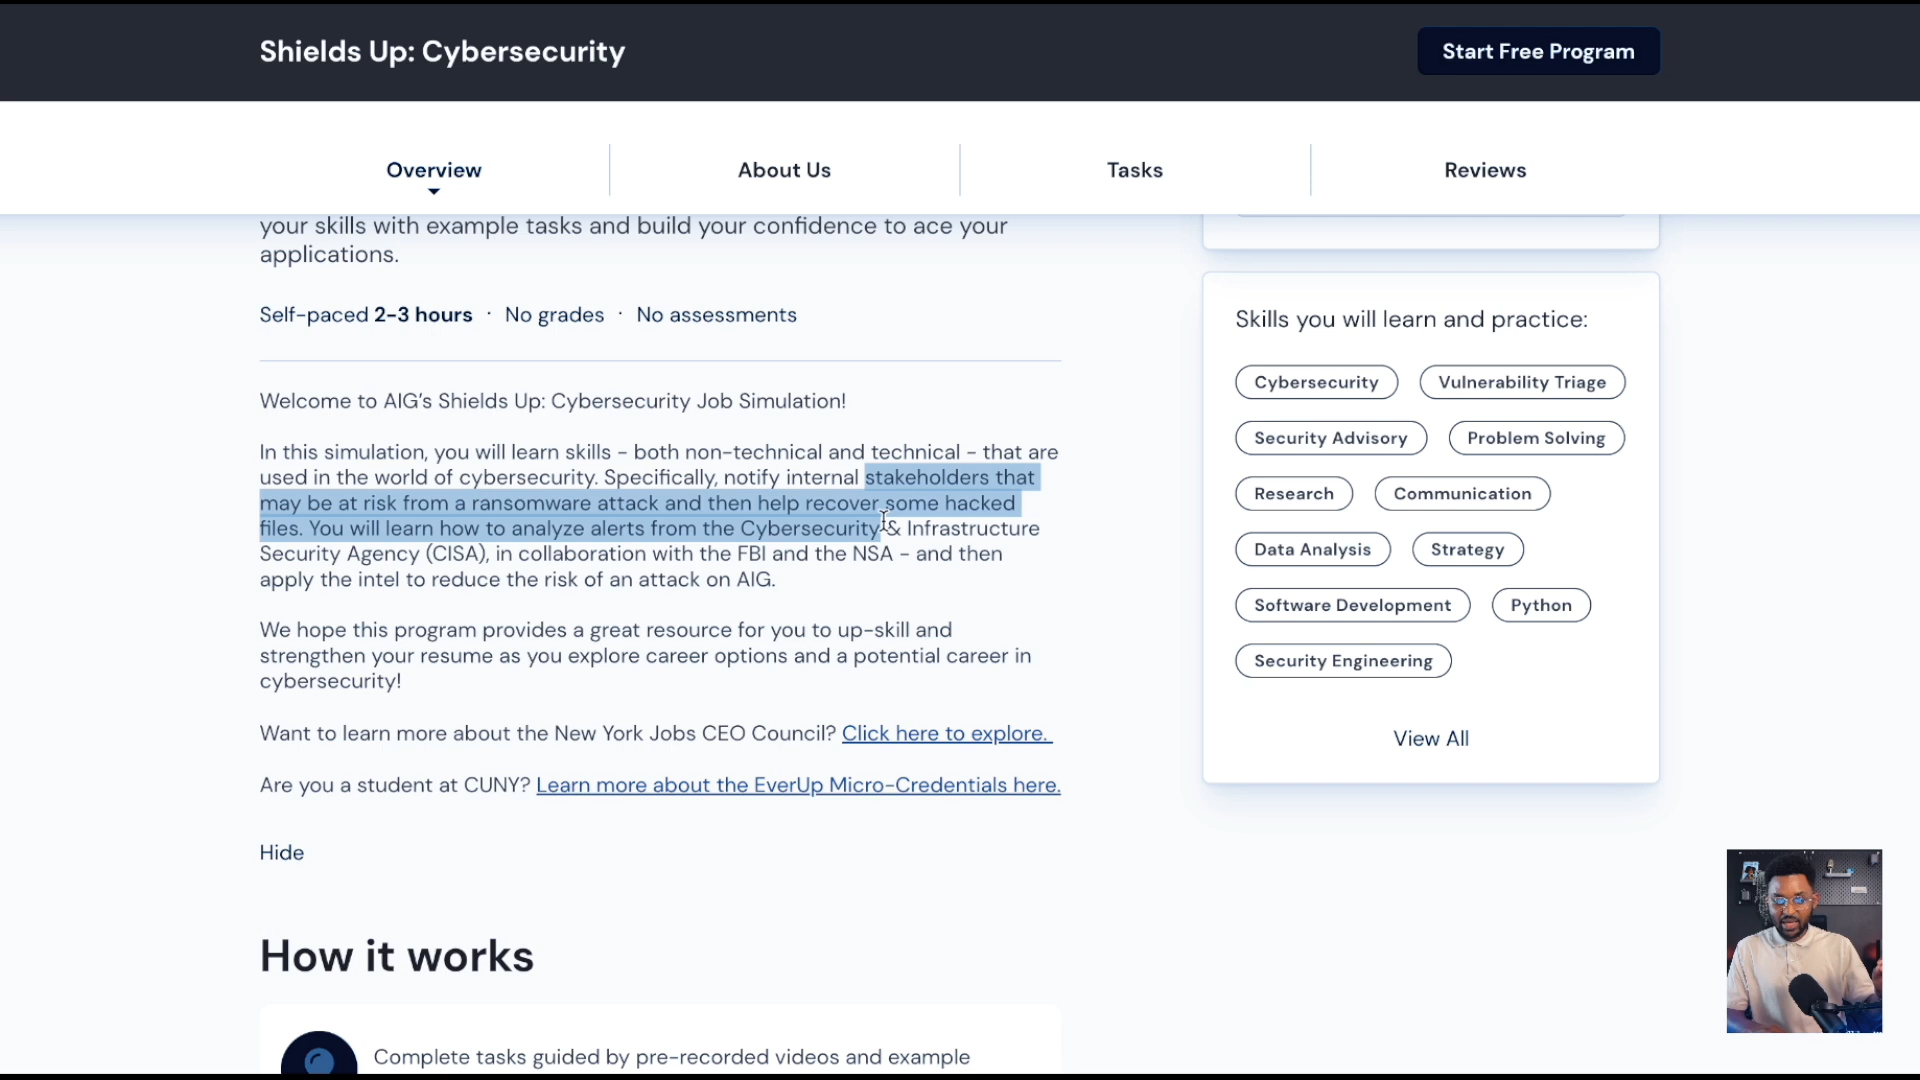 Shields Up: Cybersecurity
Start Free Program
Overview
About Us
Tasks
Reviews
your skills with example tasks and build your confidence to ace your
applications.
Self-paced 2-3 hours · No grades · No assessments
Welcome to AIG's Shields Up: Cybersecurity Job Simulation!
In this simulation, you will learn skills - both non-technical and technical - that are
used in the world of cybersecurity. Specifically, notify internal stakeholders that
may be at risk from a ransomware attack and then help recover some hacked
files. You will learn how to analyze alerts from the Cybersecurity & Infrastructure
Security Agency (CISA), in collaboration with the FBI and the NSA - and then
apply the intel to reduce the risk of an attack on AIG.
We hope this program provides a great resource for you to up-skill and
strengthen your resume as you explore career options and a potential career in
cybersecurity!
Want to learn more about the New York Jobs CEO Council? Click here to explore.
Are you a student at CUNY? Learn more about the EverUp Micro-Credentials here.
Hide
How it works
Complete tasks guided by pre-recorded videos and example
Skills you will learn and practice:
Cybersecurity
Vulnerability Triage
Security Advisory
Problem Solving
Research
Communication
Data Analysis
Strategy
Software Development
Python
Security Engineering
View All